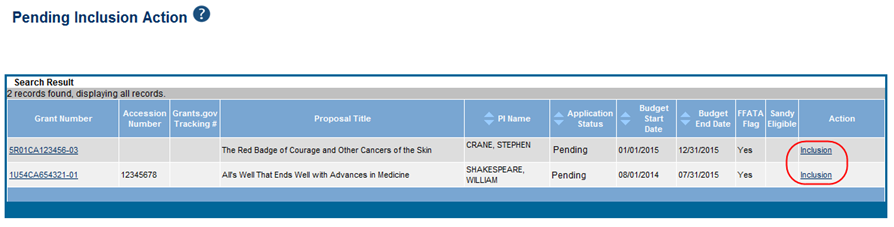 Pending Inclusion Action ?
Search Result
2 records found, displaying all records.
Grant Number Accession Number Grants.gov Tracking # Proposal Title PI Name Application Status Budget Start Date Budget End Date FFATA Flag Sandy Eligible Action
5R01CA123456-03 The Red Badge of Courage and Other Cancers of the Skin CRANE, STEPHEN Pending 01/01/2015 12/31/2015 Yes Inclusion
1U54CA654321-01 12345678 All's Well That Ends Well with Advances in Medicine SHAKESPEARE, WILLIAM Pending 08/01/2014 07/31/2015 Yes Inclusion